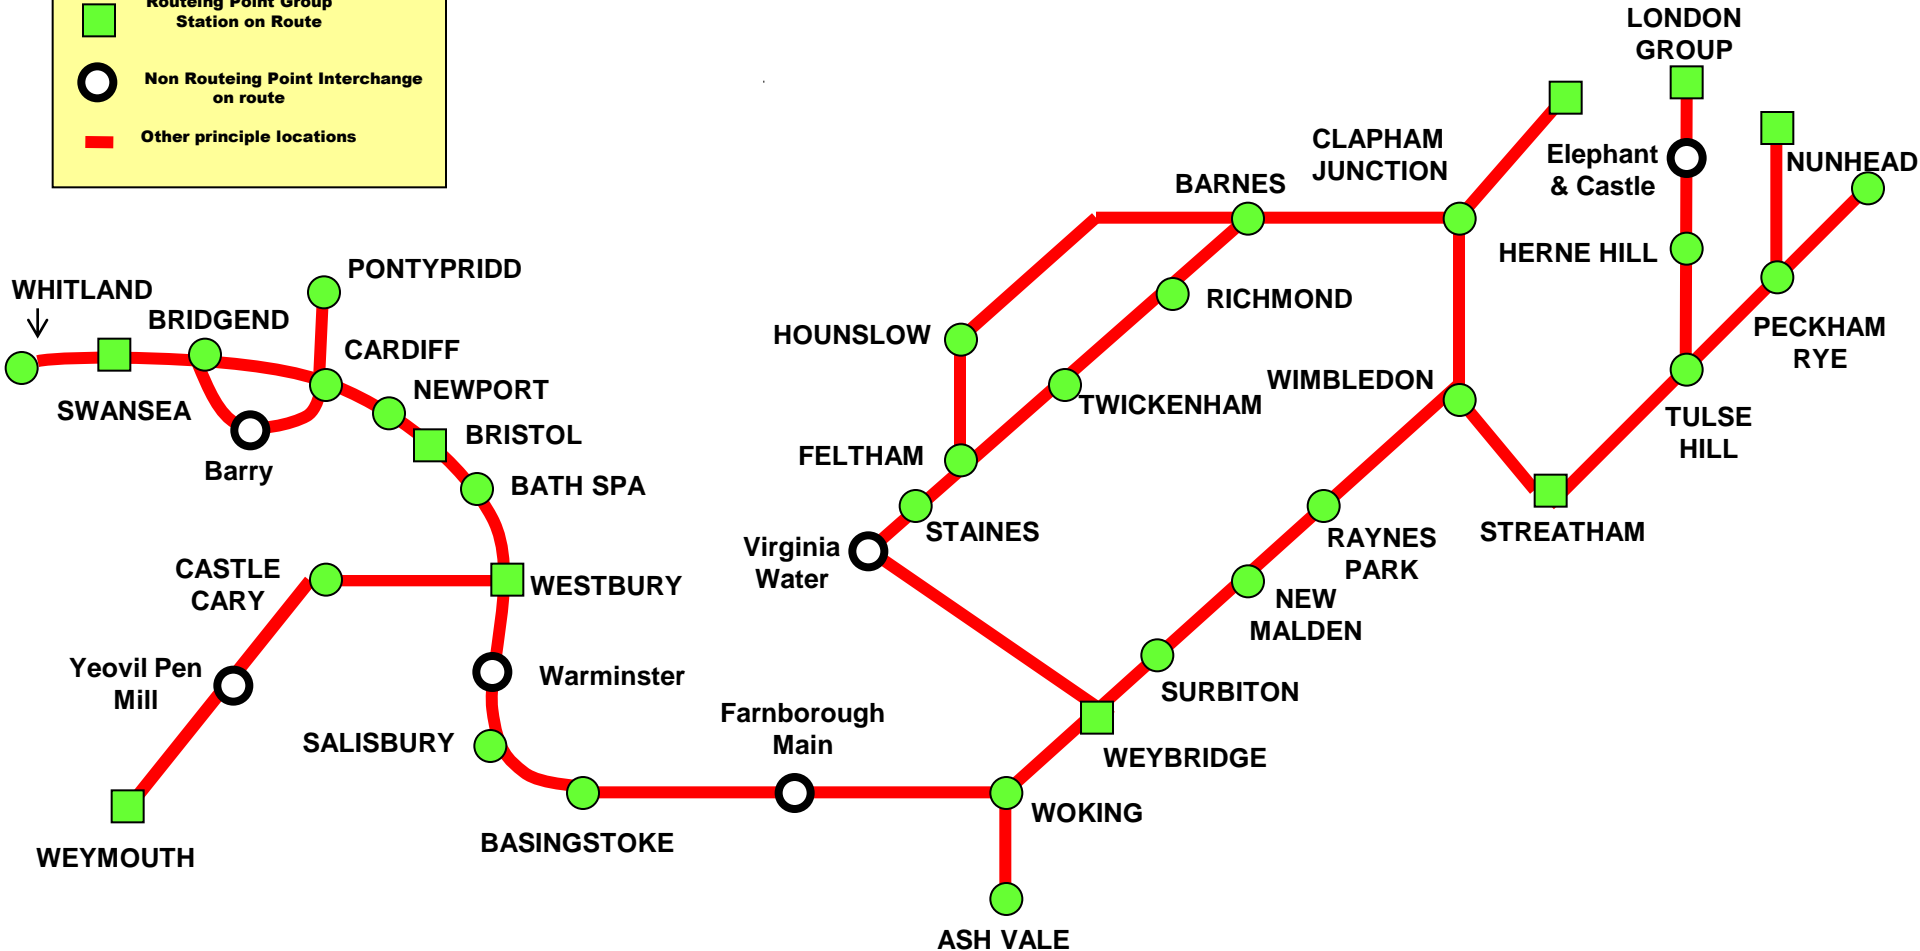 Routeing Point Group
Station on Route
Non Routeing Point Interchange
on route
Other principle locations
LONDON
GROUP
CLAPHAM
JUNCTION
Elephant
& Castle
NUNHEAD
BARNES
HERNE HILL
PONTYPRIDD
WHITLAND
BRIDGEND
RICHMOND
HOUNSLOW
PECKHAM
RYE
CARDIFF
NEWPORT
WIMBLEDON
TWICKENHAM
SWANSEA
BRISTOL
TULSE
HILL
Barry
FELTHAM
BATH SPA
STAINES
STREATHAM
Virginia
Water
RAYNES
PARK
CASTLE
CARY
WESTBURY
NEW
MALDEN
Yeovil Pen
Mill
Warminster
SURBITON
Farnborough
Main
SALISBURY
WEYBRIDGE
WOKING
BASINGSTOKE
WEYMOUTH
ASH VALE